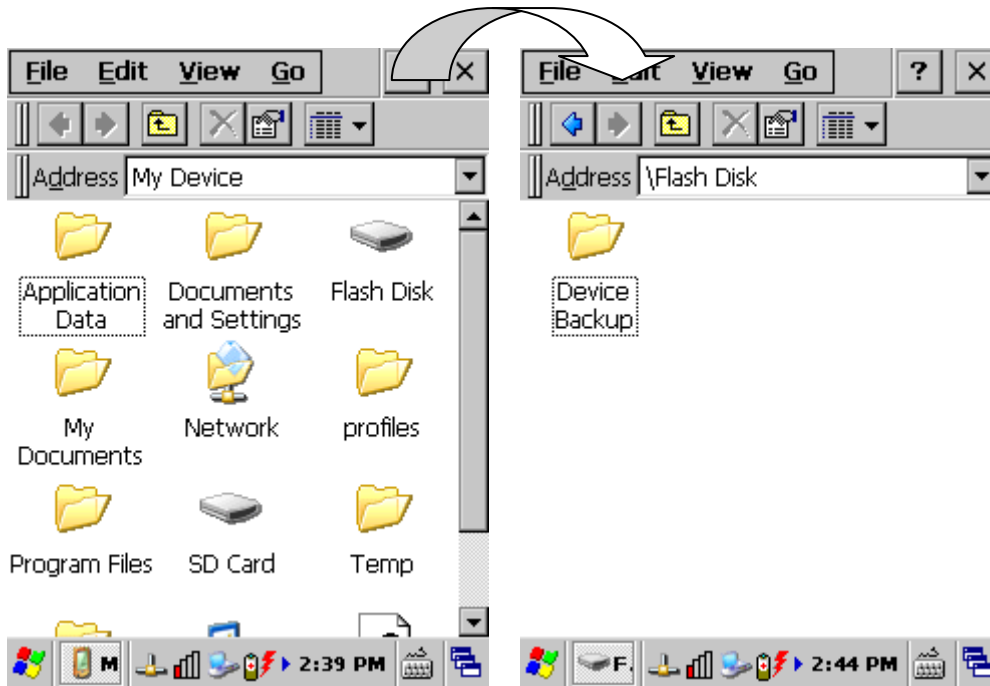 File Edit View Go ×
Address My Device
Application Data
Documents and Settings
Flash Disk
My Documents
Network
profiles
Program Files
SD Card
Temp
M
2:39 PM
File View Go ? ×
Address \Flash Disk
Device
Backup
F.
2:44 PM